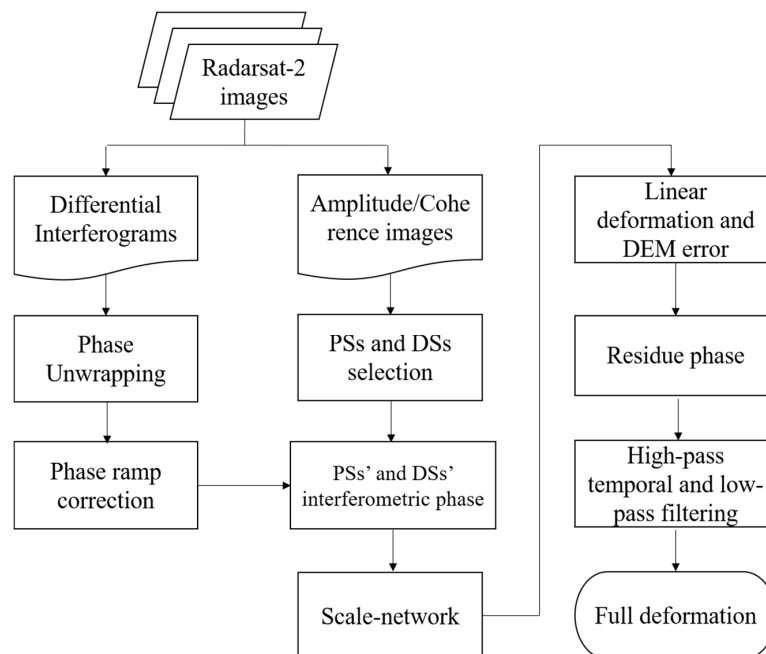 Radarsat-2
images
Differential
Interferograms
Amplitude/Cohe
rence images
Linear
deformation and
DEM error
Phase
Unwrapping
PSs and DSs
selection
Residue phase
Phase ramp
correction
PSs’ and DSs’
interferometric phase
High-pass
temporal and low-
pass filtering
Scale-network
Full deformation